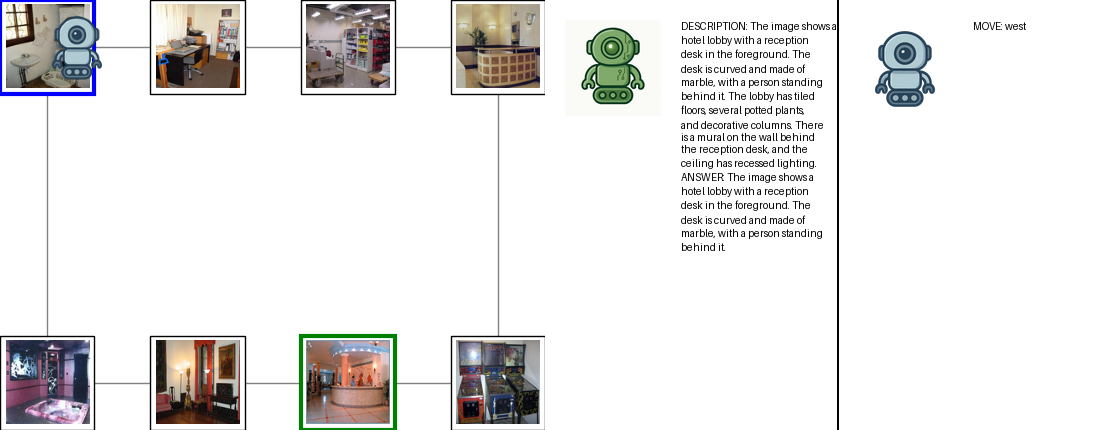 DESCRIPTION: The image shows a
hotel lobby with a reception
desk in the foreground. The
desk is curved and made of
marble, with a person standing
behind it. The lobby has tiled
floors, several potted plants,
and decorative columns. There
is a mural on the wall behind
the reception desk, and the
ceiling has recessed lighting.
ANSWER: The image shows a
hotel lobby with a reception
desk in the foreground. The
desk is curved and made of
marble, with a person standing
behind it.
MOVE: west